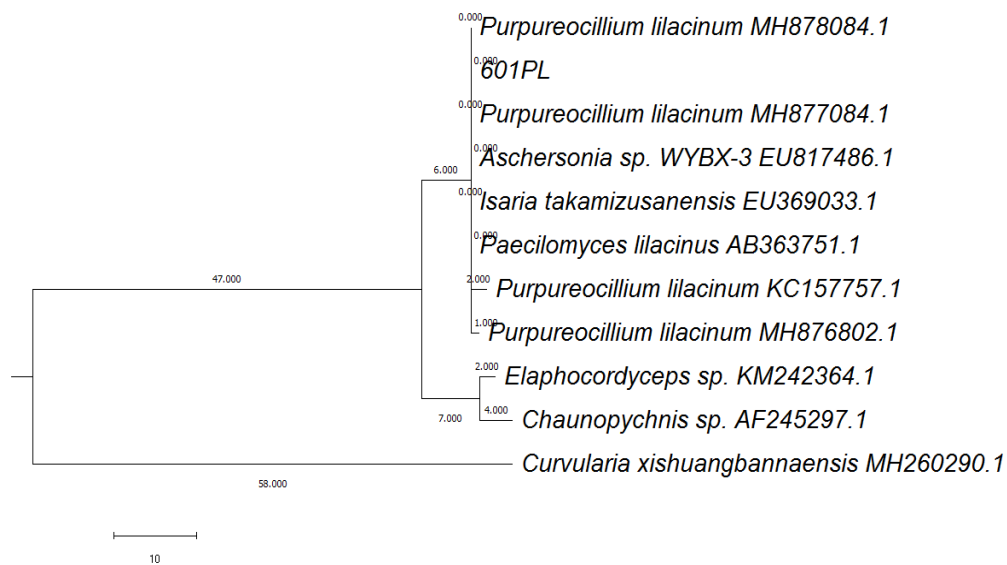 0.000
Purpureocillium lilacinum MH878084.1
0.000
601PL
0.000
Purpureocillium lilacinum MH877084.1
0.000
Aschersonia sp. WYBX-3 EU817486.1
6.000
0.000
Isaria takamizusanensis EU369033.1
0.000
Paecilomyces lilacinus AB363751.1
47.000
2.000
Purpureocillium lilacinum KC157757.1
1.000
Purpureocillium lilacinum MH876802.1
2.000
Elaphocordyceps sp. KM242364.1
7.000
4.000
Chaunopychnis sp. AF245297.1
Curvularia xishuangbannaensis MH260290.1
58.000
10